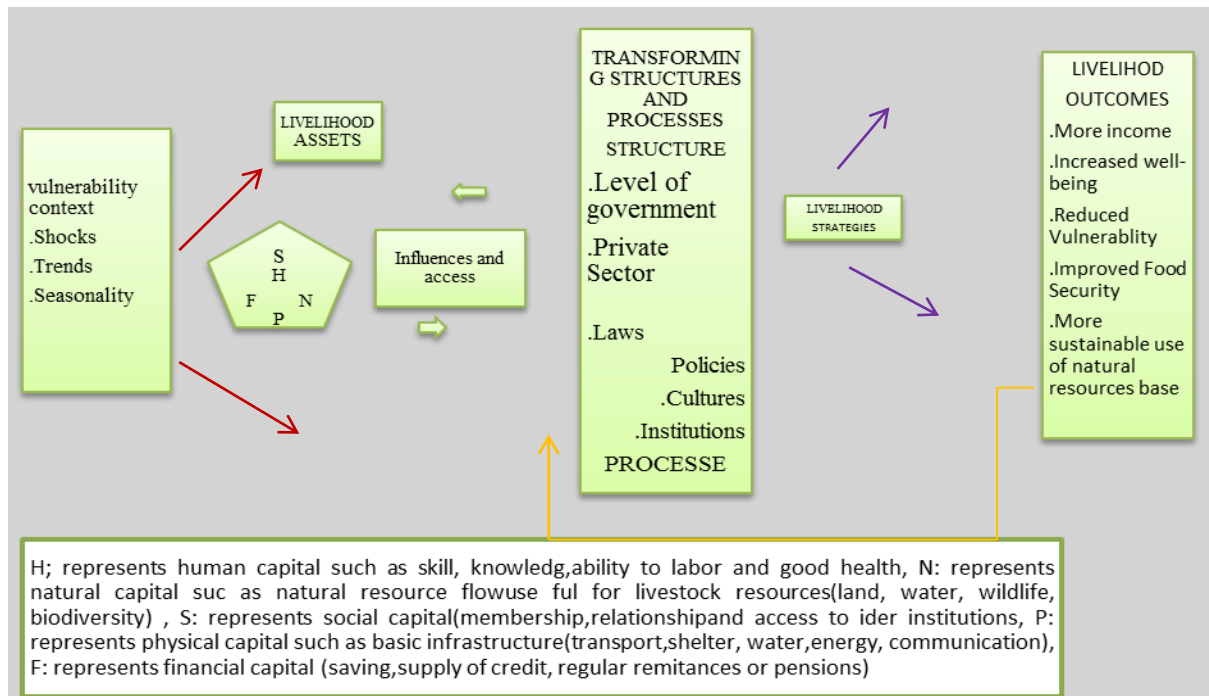 vulnerability
context
.Shocks
.Trends
.Seasonality
LIVELIHOOD
ASSETS
S
H
F N
P
Influences and
access
TRANSFORMIN
G STRUCTURES
AND
PROCESSES
STRUCTURE
.Level of
government
.Private
Sector
.Laws
Policies
.Cultures
.Institutions
PROCESSE
LIVELIHOOD
STRATEGIES
LIVELIHOD
OUTCOMES
.More income
.Increased well-
being
.Reduced
Vulnerablity
.Improved Food
Security
.More
sustainable use
of natural
resources base
H; represents human capital such as skill, knowledg,ability to labor and good health, N: represents
natural capital suc as natural resource flowuse ful for livestock resources(land, water, wildlife,
biodiversity) , S: represents social capital(membership,relationshipand access to ider institutions, P:
represents physical capital such as basic infrastructure(transport,shelter, water,energy, communication),
F: represents financial capital (saving,supply of credit, regular remitances or pensions)